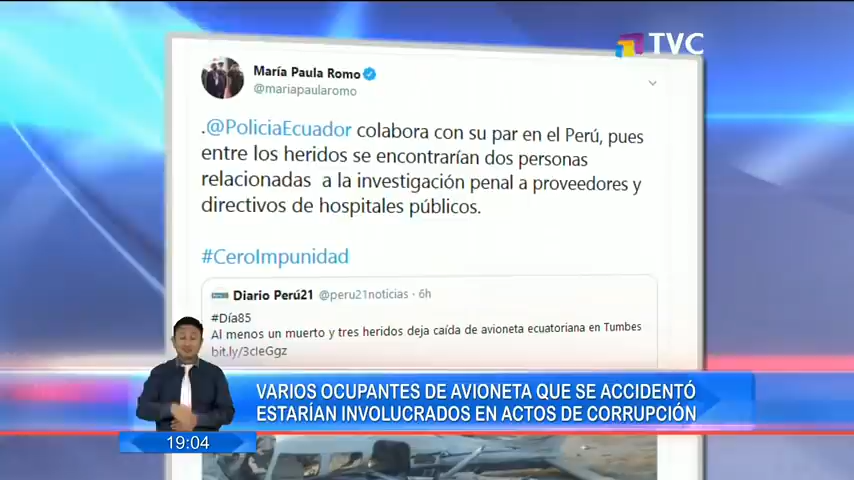 TVC
María Paula Romo
@mariapaularomo
.@PoliciaEcuador colabora con su par en el Perú, pues
entre los heridos se encontrarían dos personas
relacionadas a la investigación penal a proveedores y
directivos de hospitales públicos.
#CeroImpunidad
Diario Perú21 @peru21noticias · 6h
#Día85
Al menos un muerto y tres heridos deja caída de avioneta ecuatoriana en Tumbes
bit.ly/3cIeGgz
VARIOS OCUPANTES DE AVIONETA QUE SE ACCIDENTÓ
ESTARÍAN INVOLUCRADOS EN ACTOS DE CORRUPCIÓN
19:04